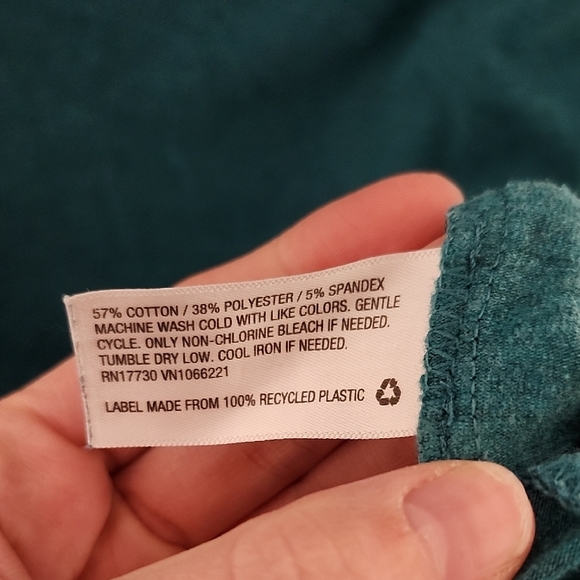 57% COTTON / 38% POLYESTER / 5% SPANDEX
MACHINE WASH COLD WITH LIKE COLORS. GENTLE
CYCLE. ONLY NON-CHLORINE BLEACH IF NEEDED.
TUMBLE DRY LOW. COOL IRON IF NEEDED.
RN17730 VN1066221
LABEL MADE FROM 100% RECYCLED PLASTIC